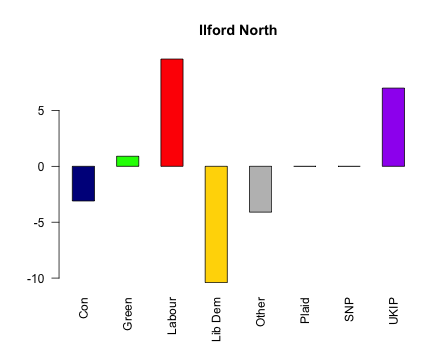 Ilford North
5
0
-5
-10
Con
Green
Labour
Lib Dem
Other
Plaid
SNP
UKIP